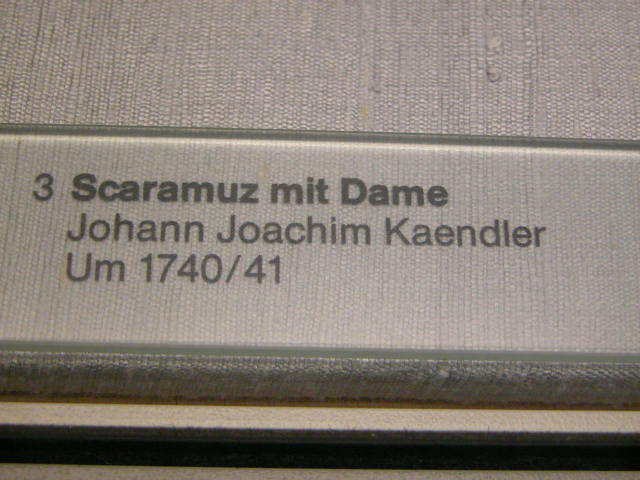 3 Scaramuz mit Dame
Johann Joachim Kaendler
Um 1740/41